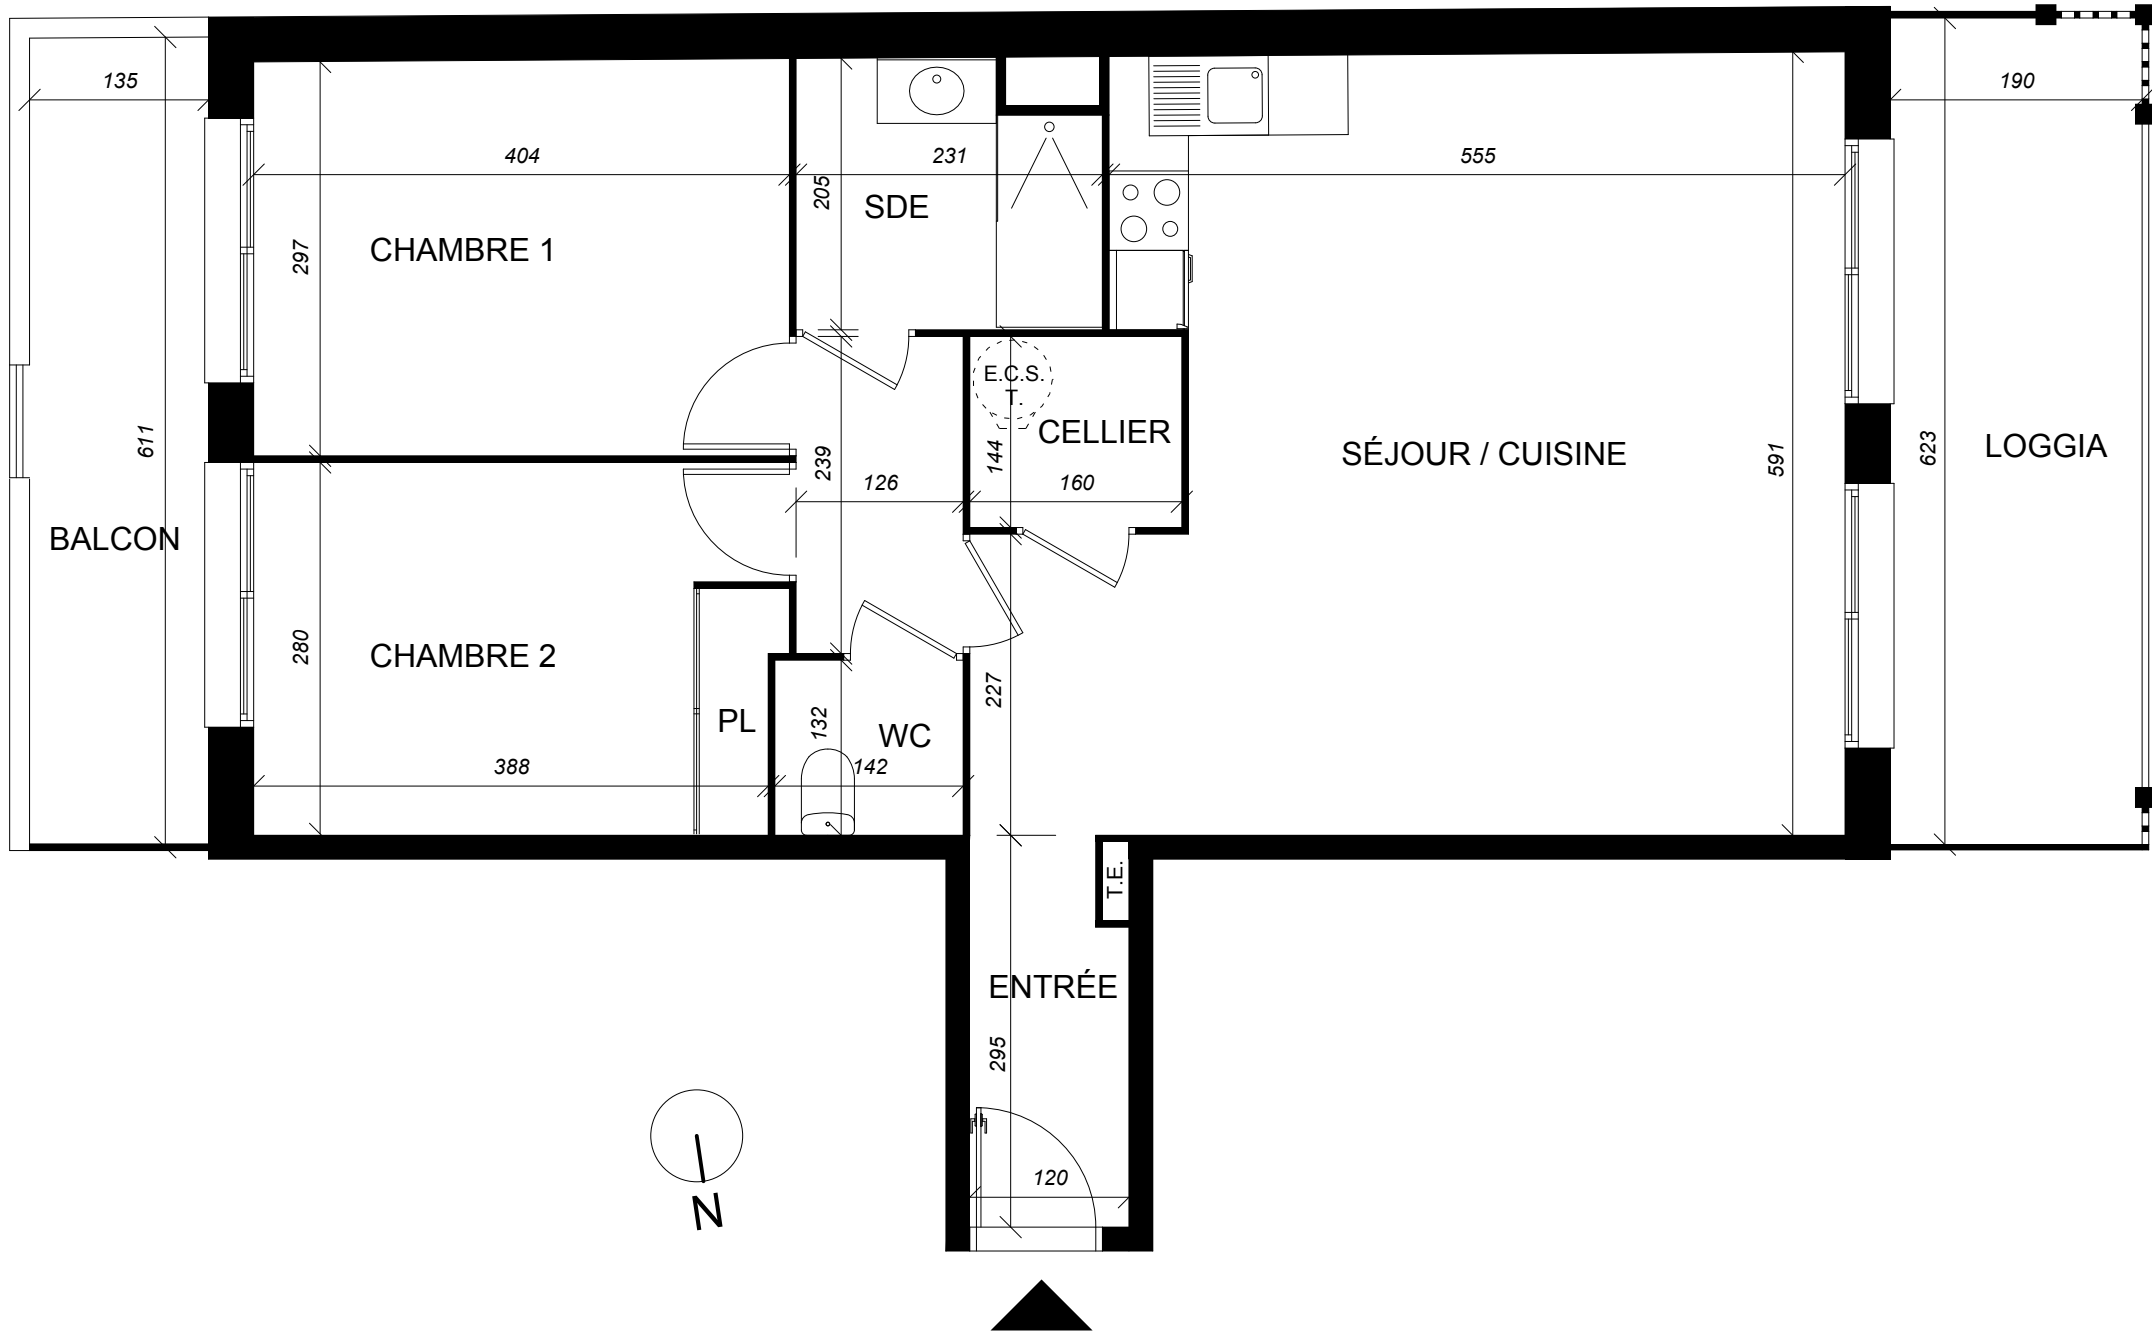 135
190
404
231
555
205
SDE
CHAMBRE 1
297
E.C.S.
T.
CELLIER
611
239
144
SÉJOUR / CUISINE
591
623
LOGGIA
126
160
BALCON
280
CHAMBRE 2
227
PL
132
WC
388
142
T.E.
ENTRÉE
295
120
N